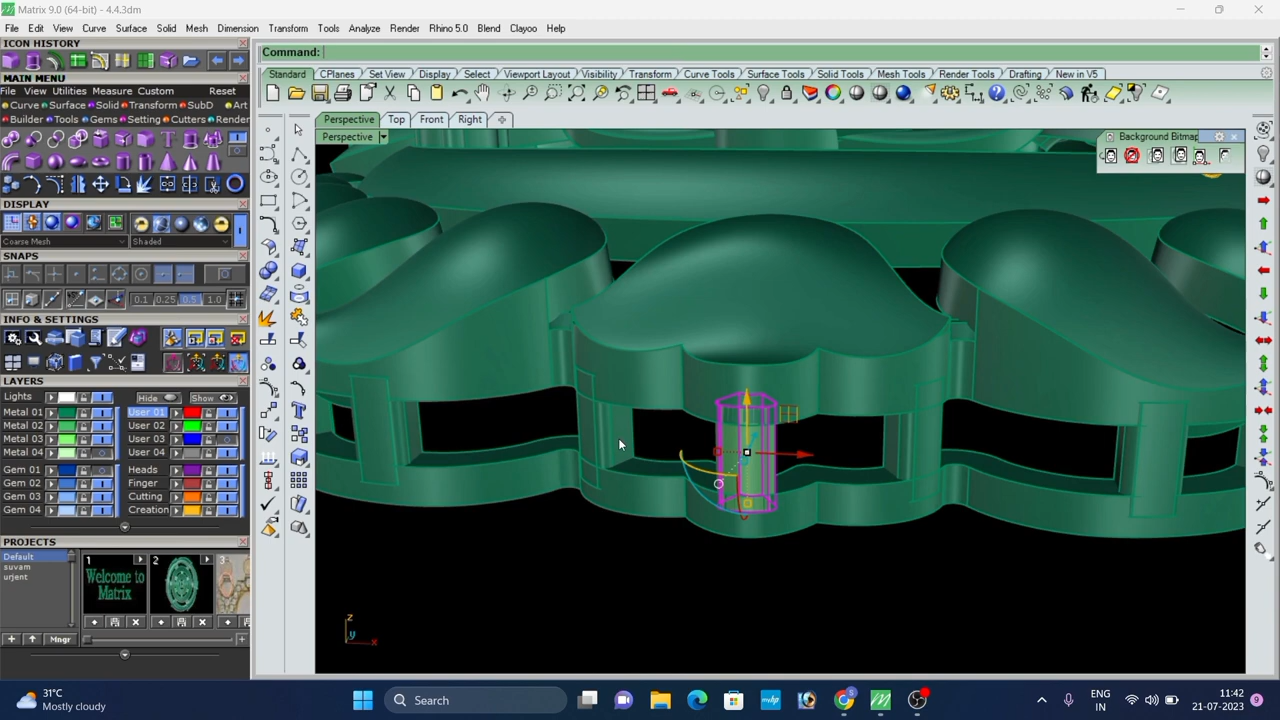 Matrix 9.0 (64-bit) - 4.4.3dm
File Edit View Curve Surface Solid Mesh Dimension Transform Tools Analyze Render Rhino 5.0 Blend Clayoo Help
ICON HISTORY
MAIN MENU
File View Utilities Measure Custom Reset
Curve Surface Solid Transform SubD Art
Builder Tools Gems Setting Cutters Render
DISPLAY
Coarse Mesh Shaded
SNAPS
0.1 0.25 0.5 1.0
INFO & SETTINGS
LAYERS
Lights Hide Show
Metal 01 User 01
Metal 02 User 02
Metal 03 User 03
Metal 04 User 04
Gem 01 Heads
Gem 02 Finger
Gem 03 Cutting
Gem 04 Creation
PROJECTS
Default
suvam
urjent
1 2 3
Welcome to
Matrix
Mngr
Command:
Standard CPlanes Set View Display Select Viewport Layout Visibility Transform Curve Tools Surface Tools Solid Tools Mesh Tools Render Tools Drafting New in V5
Perspective Top Front Right
Perspective
Background Bitmap
z
y
x
31°C
Mostly cloudy
Search
ENG
IN
11:42
21-07-2023
9